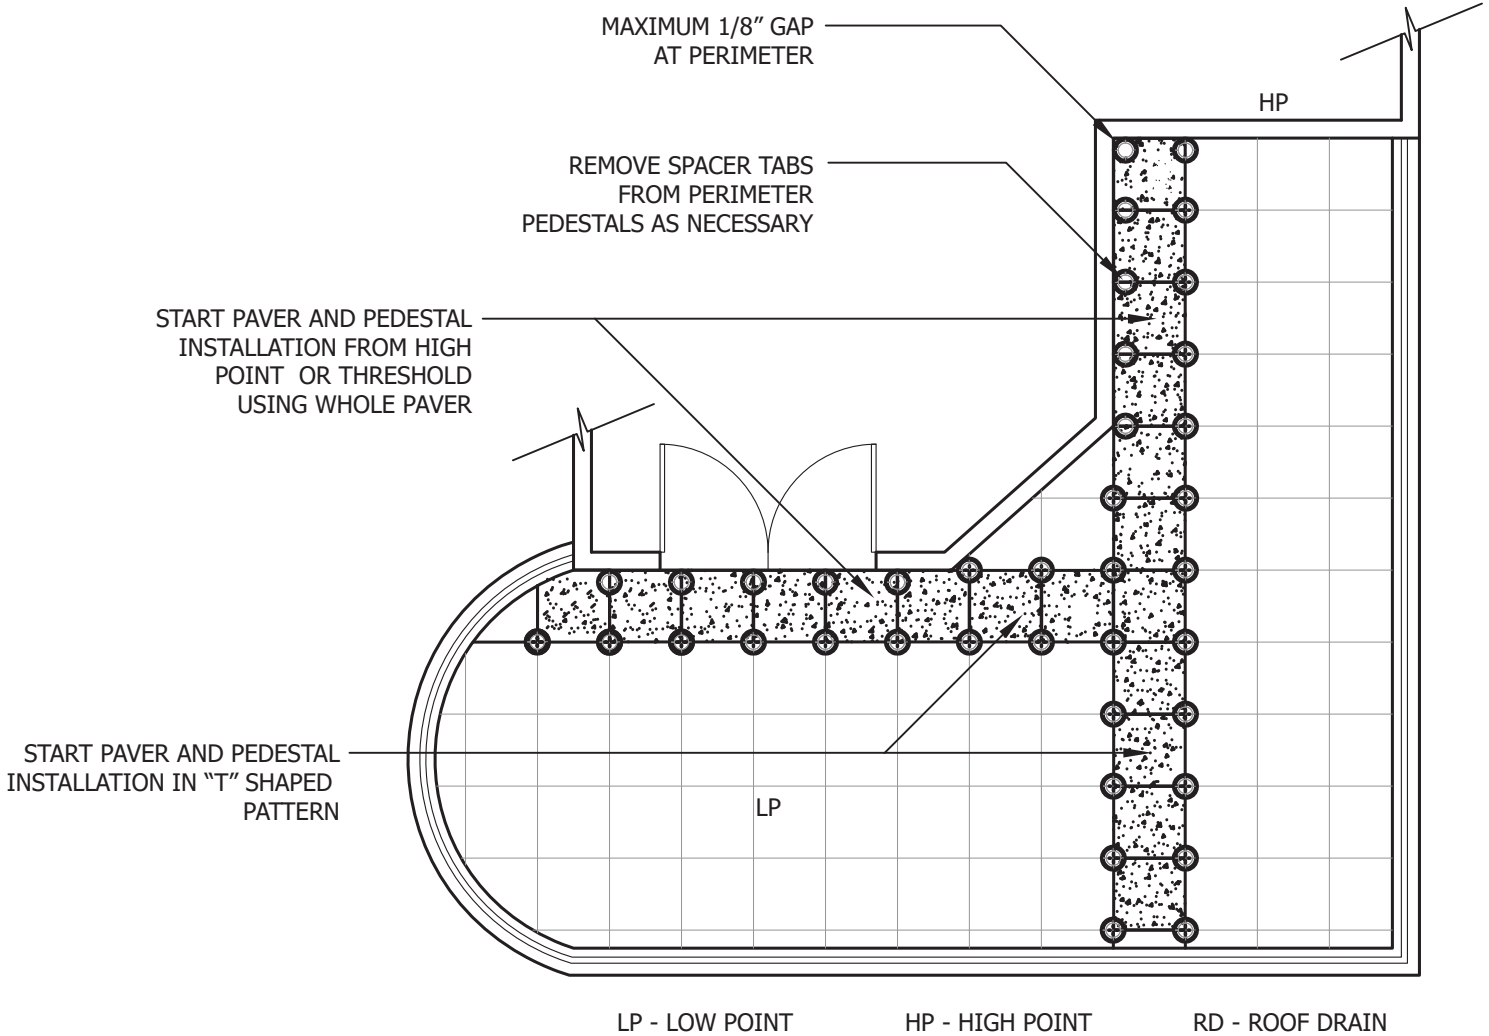 MAXIMUM 1/8” GAP
AT PERIMETER
HP
REMOVE SPACER TABS
FROM PERIMETER
PEDESTALS AS NECESSARY
START PAVER AND PEDESTAL
INSTALLATION FROM HIGH
POINT OR THRESHOLD
USING WHOLE PAVER
START PAVER AND PEDESTAL
INSTALLATION IN “T” SHAPED
PATTERN
LP
LP - LOW POINT
HP - HIGH POINT
RD - ROOF DRAIN